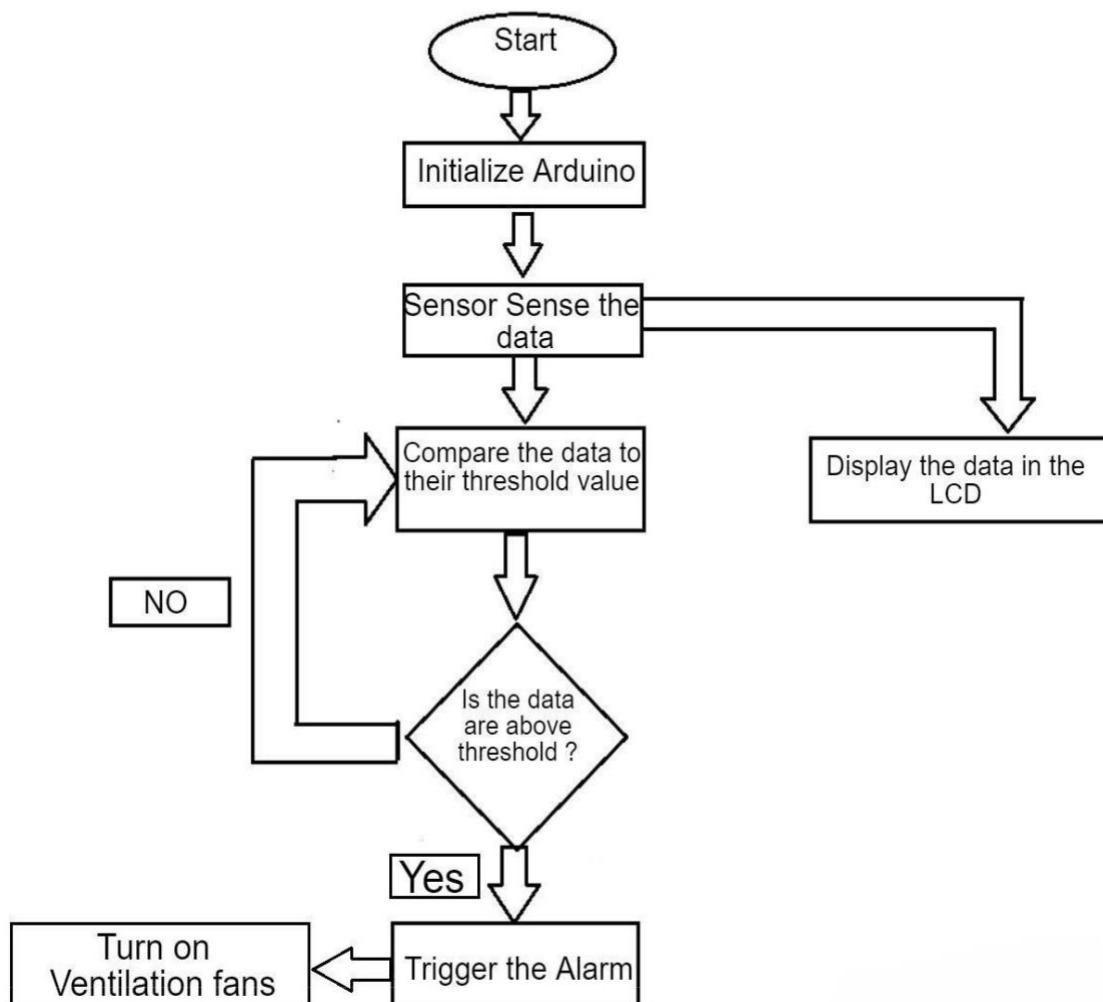 Start
Initialize Arduino
Sensor Sense the
data
Compare the data to
their threshold value
Display the data in the
LCD
NO
Is the data
are above
threshold ?
Yes
Trigger the Alarm
Turn on
Ventilation fans